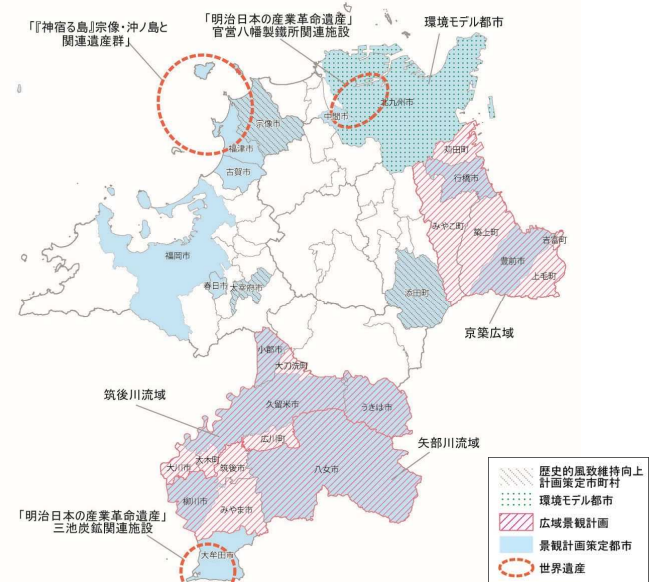 「『神宿る島』宗像・沖ノ島と
関連遺産群」
「明治日本の産業革命遺産」
官営八幡製鐵所関連施設
環境モデル都市
宗像市
中間市
北九州市
福津市
古賀市
苅田町
行橋市
みやこ町
築上町
吉富町
豊前市
上毛町
福岡市
春日市
太宰府市
添田町
京築広域
小郡市
大刀洗町
筑後川流域
久留米市
うきは市
広川町
矢部川流域
大木町
大川市
筑後市
八女市
柳川市
みやま市
「明治日本の産業革命遺産」
三池炭鉱関連施設
大牟田市
歴史的風致維持向上
計画策定市町村
環境モデル都市
広域景観計画
景観計画策定都市
世界遺産